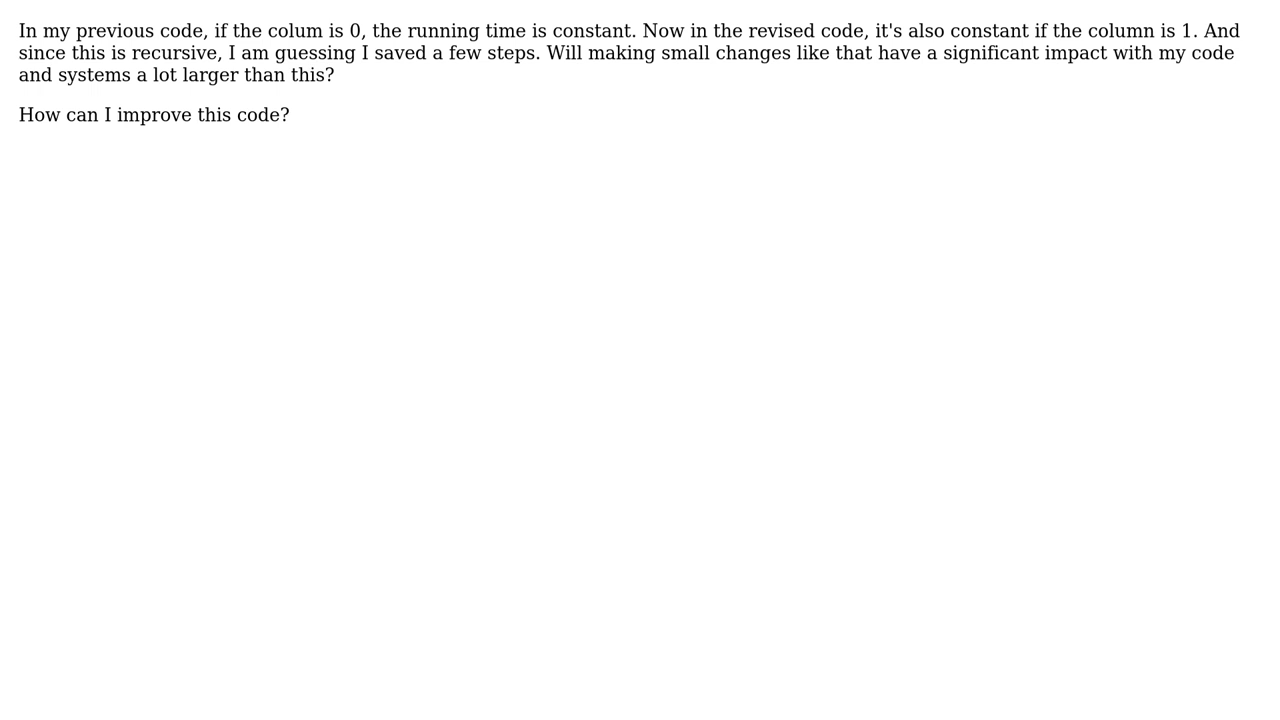 In my previous code, if the colum is 0, the running time is constant. Now in the revised code, it's also constant if the column is 1. And
since this is recursive, I am guessing I saved a few steps. Will making small changes like that have a significant impact with my code
and systems a lot larger than this?
How can I improve this code?